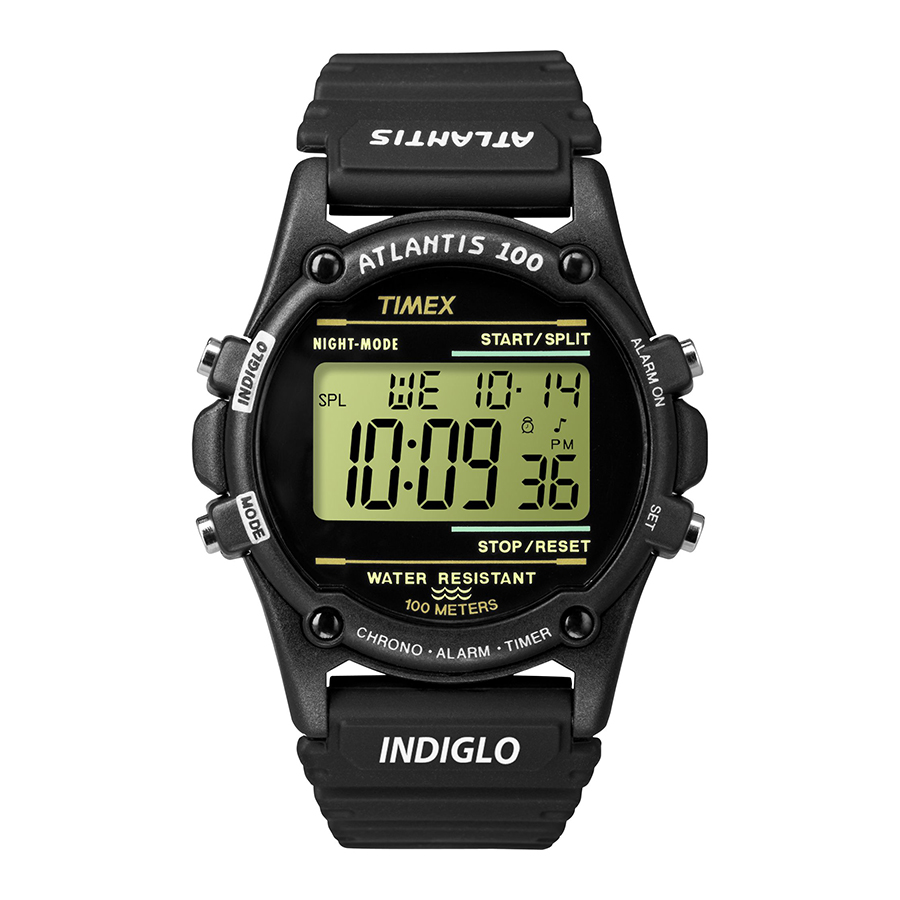 ATLANTIS
ATLANTIS 100
TIMEX
NIGHT-MODE
START/SPLIT
INDIGLO
ALARM ON
SPL
WE 10-14
PM
10:09 36
MODE
SET
STOP/RESET
WATER RESISTANT
100 METERS
CHRONO · ALARM · TIMER
INDIGLO